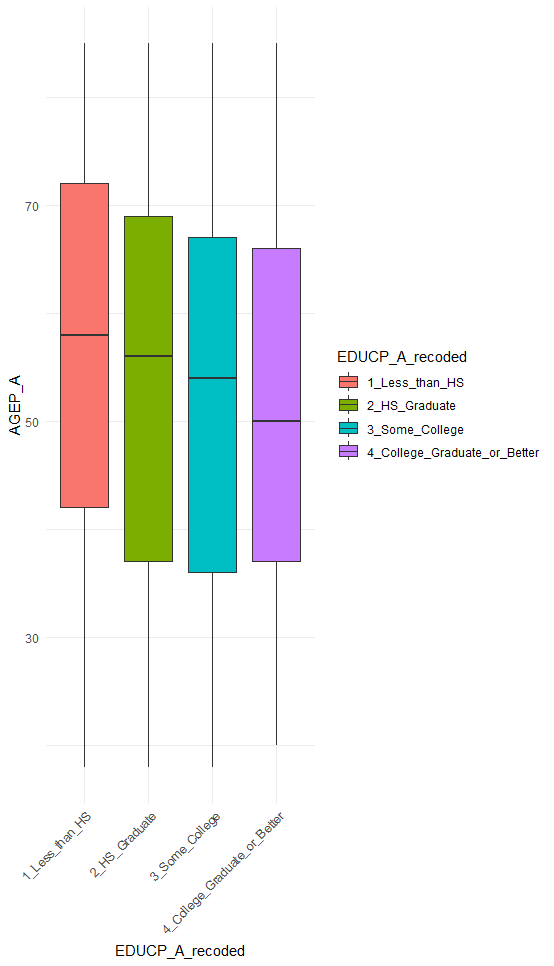 AGEP_A
70
50
30
1_Less_than_HS
2_HS_Graduate
3_Some_College
4_College_Graduate_or_Better
EDUCP_A_recoded
EDUCP_A_recoded
1_Less_than_HS
2_HS_Graduate
3_Some_College
4_College_Graduate_or_Better